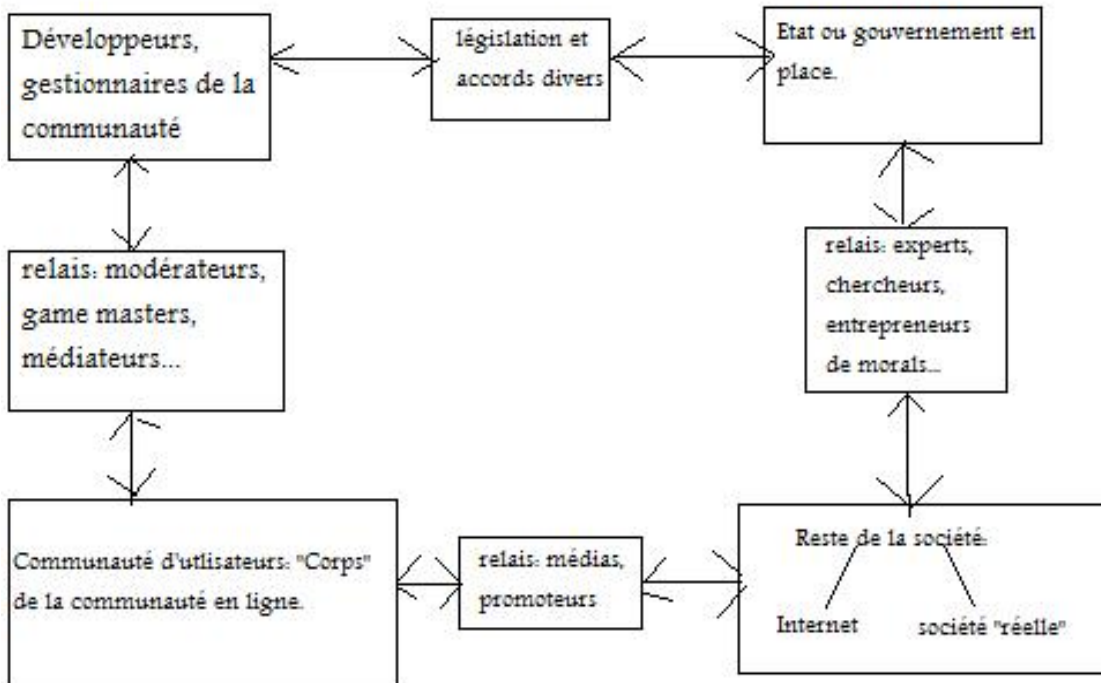 Développeurs,
gestionnaires de la
communauté
législation et
accords divers
Etat ou gouvernement en
place.
relais: modérateurs,
game masters,
médiateurs...
relais: experts,
chercheurs,
entrepreneurs
de morals...
Communauté d'utlisateurs: "Corps"
de la communauté en ligne.
relais: médias,
promoteurs
Reste de la société:
Internet
société "réelle"